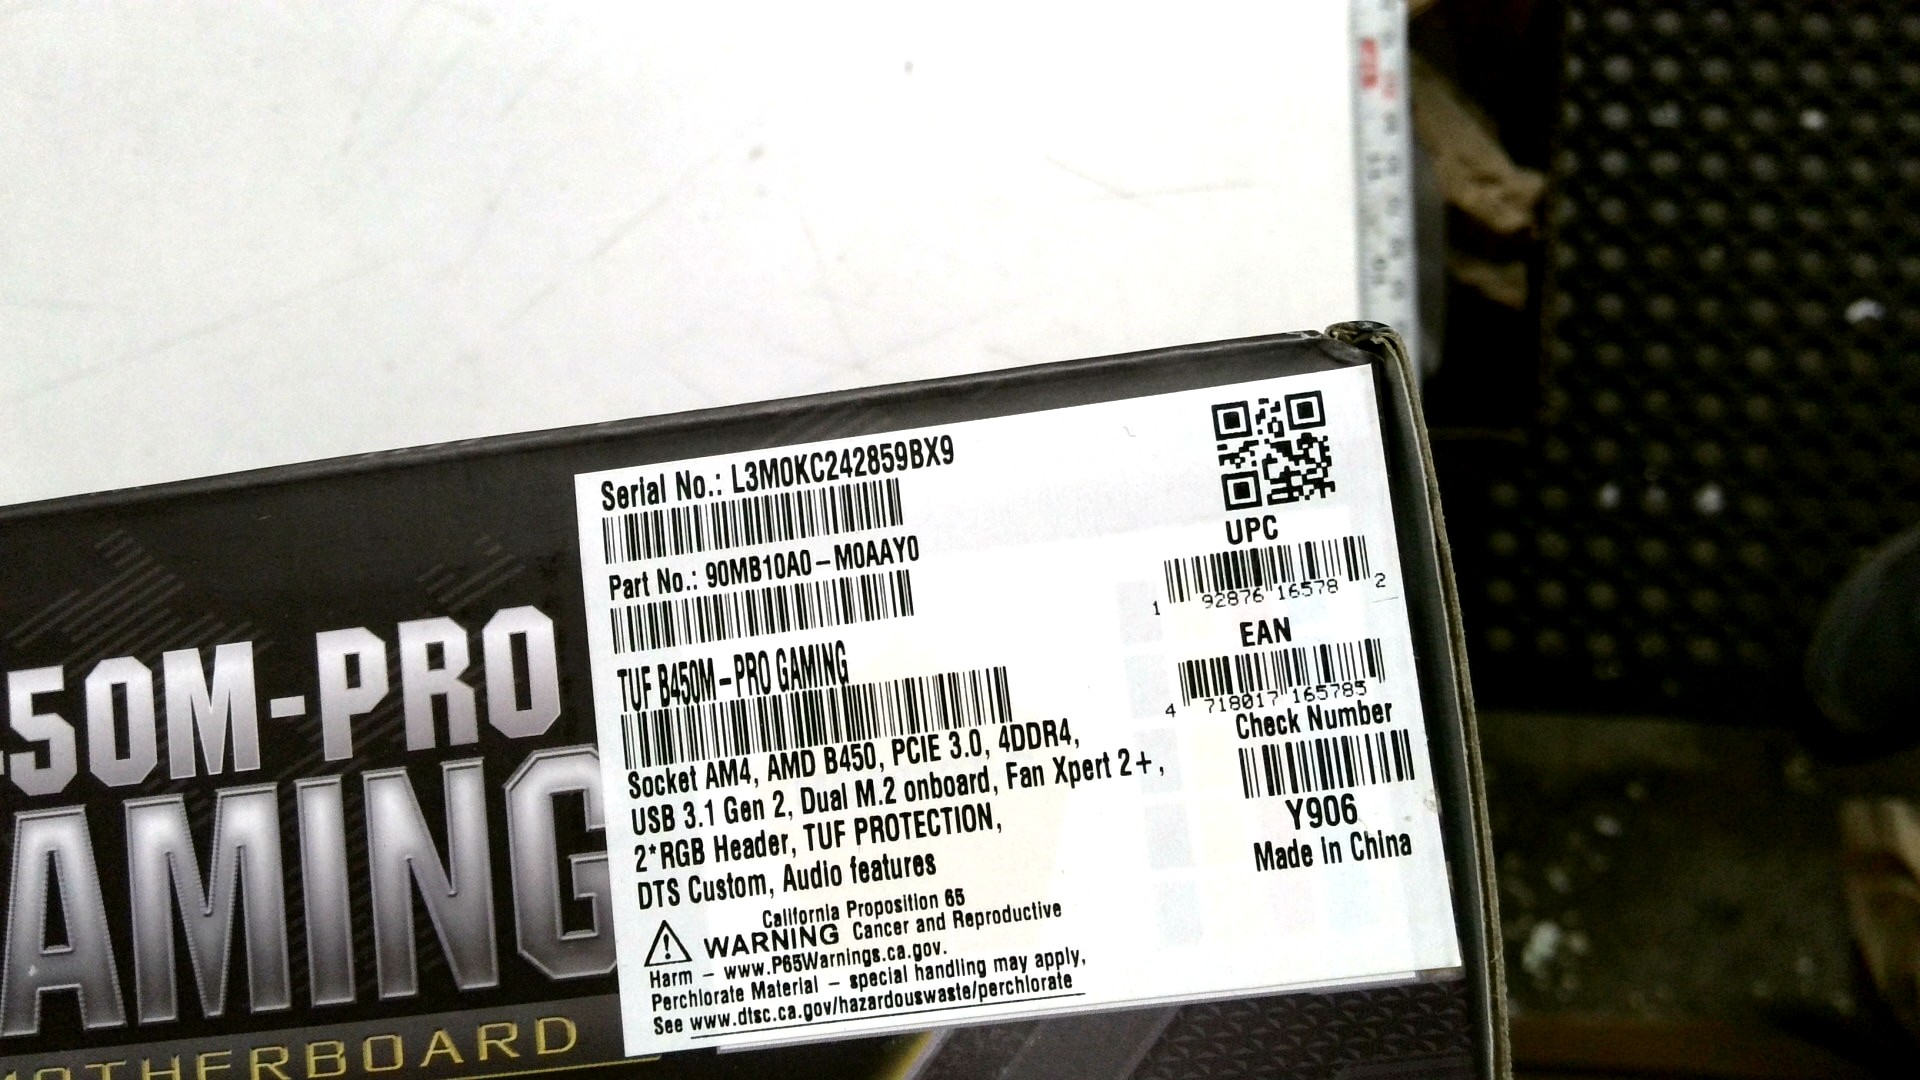 Serial No.: L3M0KC242859BX9
Part No.: 90MB10A0-M0AAY0
TUF B450M-PRO GAMING
Socket AM4, AMD B450, PCIE 3.0, 4DDR4,
USB 3.1 Gen 2, Dual M.2 onboard, Fan Xpert 2+,
2*RGB Header, TUF PROTECTION,
DTS Custom, Audio features
California Proposition 65
WARNING Cancer and Reproductive
Harm - www.P65Warnings.ca.gov.
Perchlorate Material - special handling may apply,
See www.dtsc.ca.gov/hazardouswaste/perchlorate
UPC
1 92876 16578 2
EAN
4 718017 165785
Check Number
Y906
Made in China
50M-PRO
AMING
OTHERBOARD